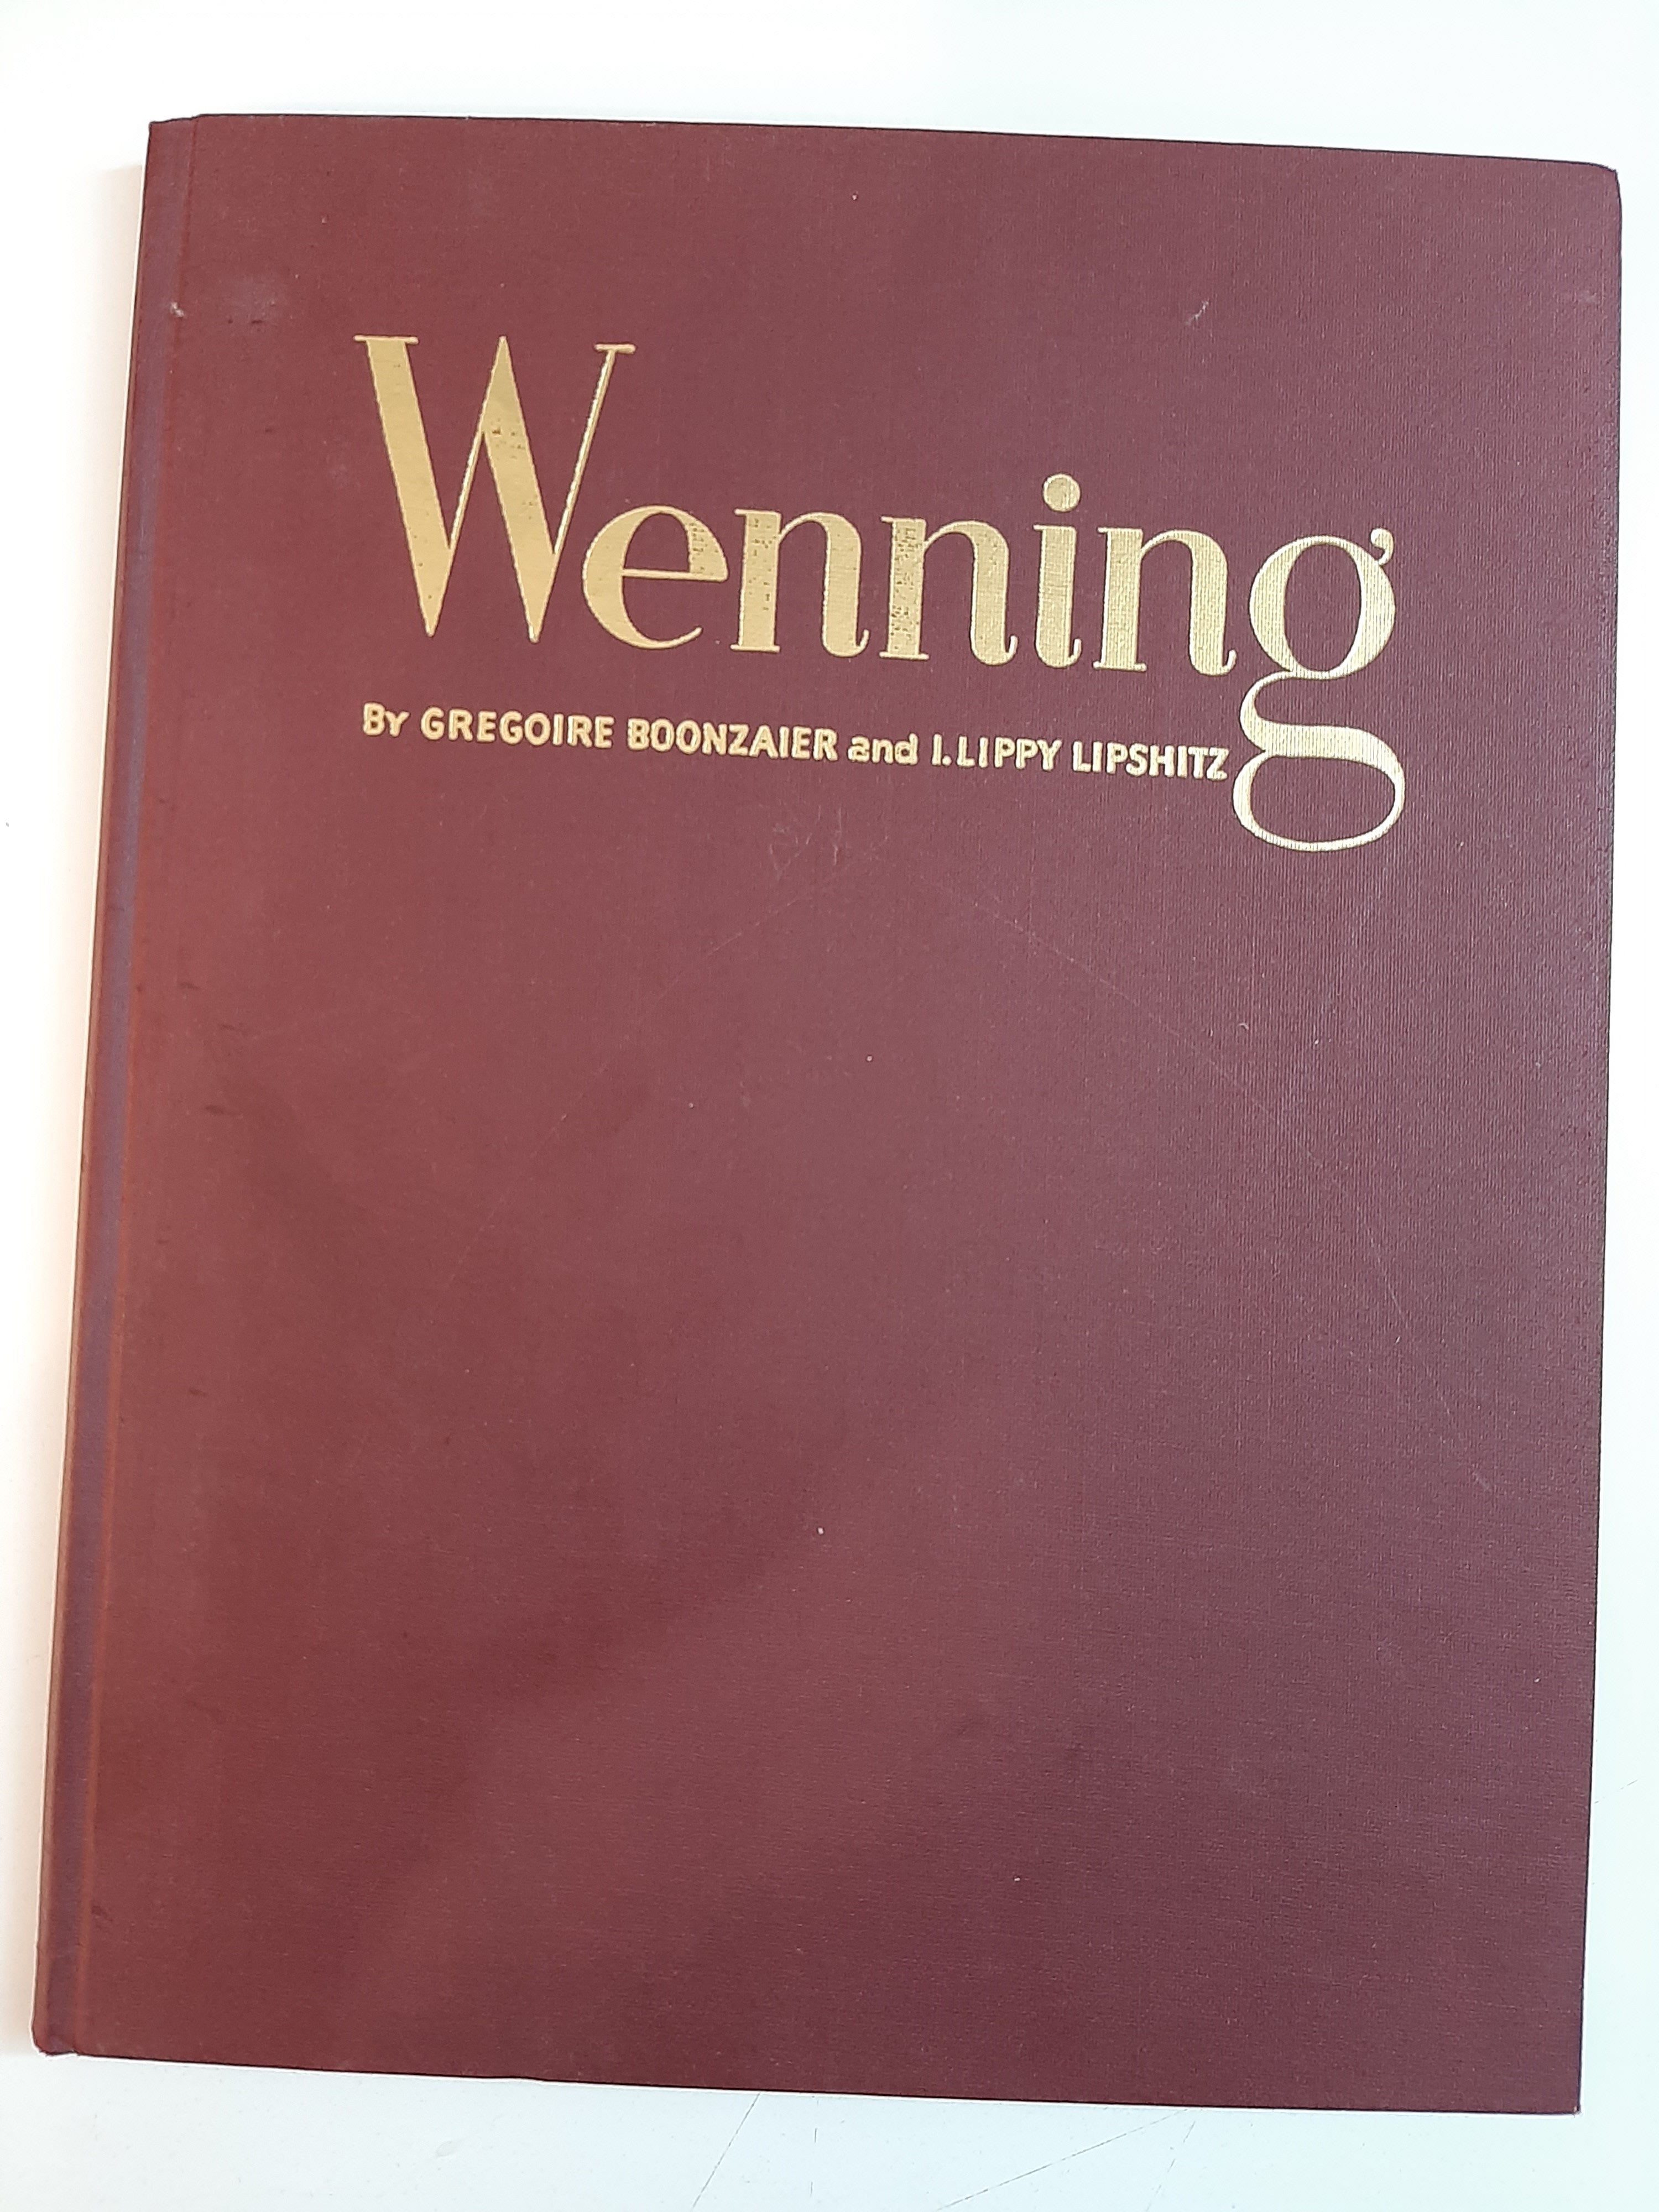 Wenning
By GREGOIRE BOONZAIER and I. LIPPY LIPSHITZ